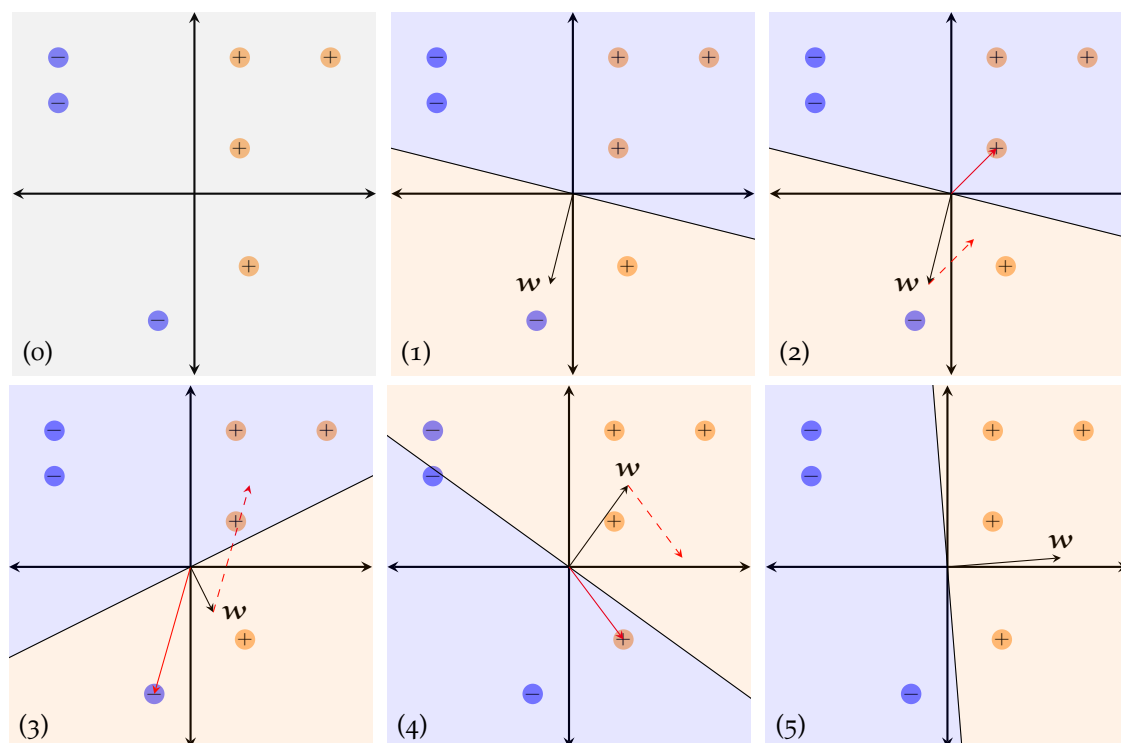 − + +
−
+
+
−
(0)
− + +
−
+
+
w
−
(1)
− + +
−
+
+
w
−
(2)
− + +
−
+
w
+
−
(3)
− + +
w
−
+
+
−
(4)
− + +
−
+
w
+
−
(5)